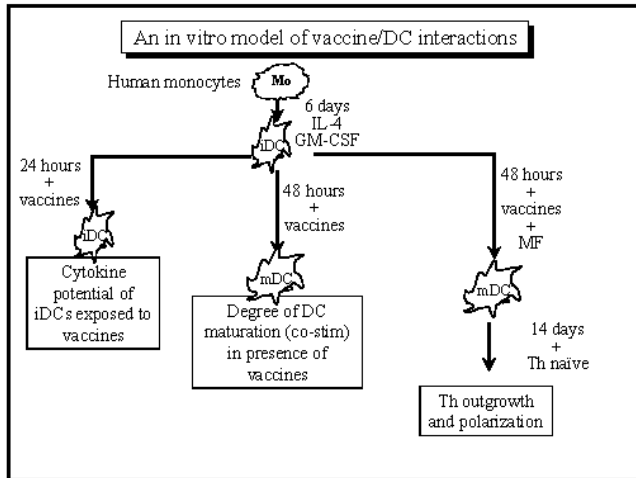 An in vitro model of vaccine/DC interactions
Human monocytes
Mo
6 days
IL-4
GM-CSF
iDC
24 hours
+
vaccines
iDC
Cytokine
potential of
iDCs exposed to
vaccines
48 hours
+
vaccines
mDC
Degree of DC
maturation (co-stim)
in presence of
vaccines
48 hours
+
vaccines
+
MF
mDC
14 days
+
Th naïve
Th outgrowth
and polarization